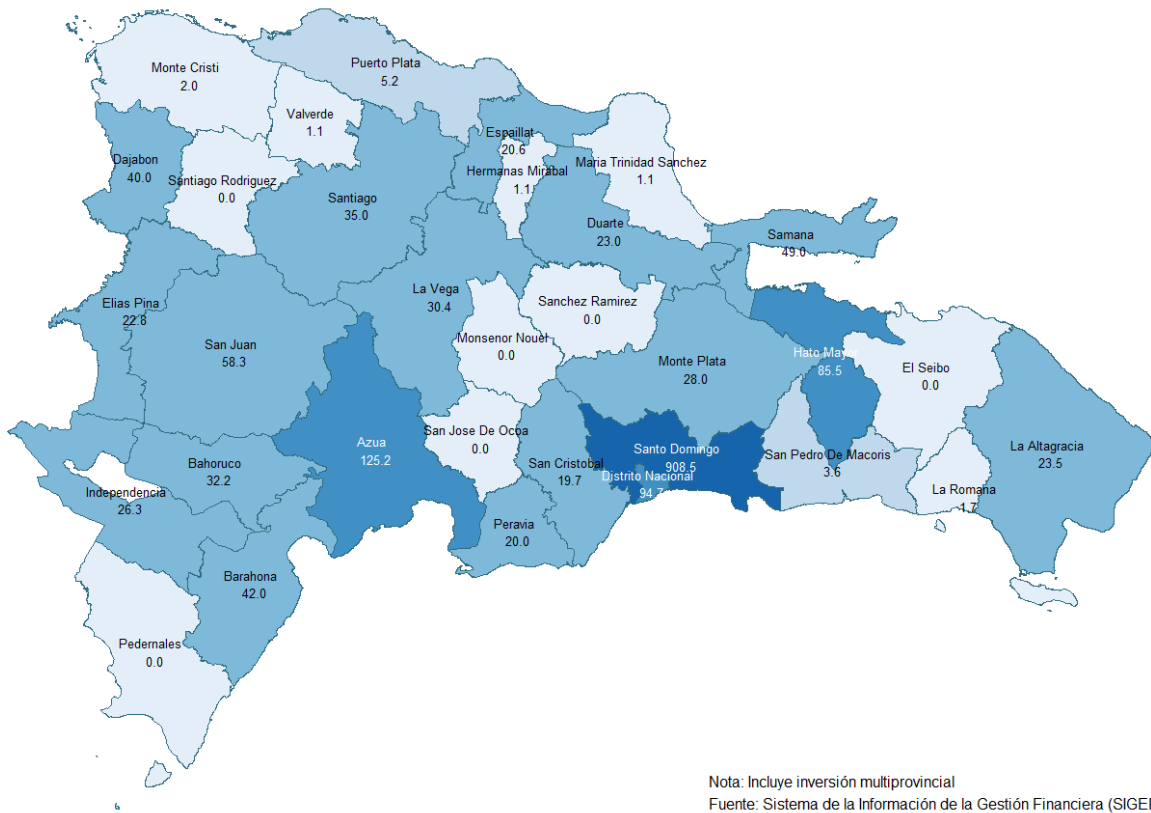 Puerto Plata
5.2
Monte Cristi
2.0
Valverde
1.1
Espaillat
20.6
Dajabon
40.0
Hermanas Mirabal
1.1
Maria Trinidad Sanchez
1.1
Santiago Rodriguez
0.0
Santiago
35.0
Duarte
23.0
Samana
49.0
La Vega
30.4
Elias Pina
22.8
Sanchez Ramirez
0.0
San Juan
58.3
Monsenor Nouel
0.0
Hato Mayor
85.5
Monte Plata
28.0
El Seibo
0.0
San Jose De Ocoa
0.0
Azua
125.2
La Altagracia
23.5
Santo Domingo
908.5
San Pedro De Macoris
3.6
Bahoruco
32.2
San Cristobal
19.7
Distrito Nacional
94.7
Independencia
26.3
La Romana
1.7
Peravia
20.0
Barahona
42.0
Pedernales
0.0
Nota: Incluye inversión multiprovincial
Fuente: Sistema de la Información de la Gestión Financiera